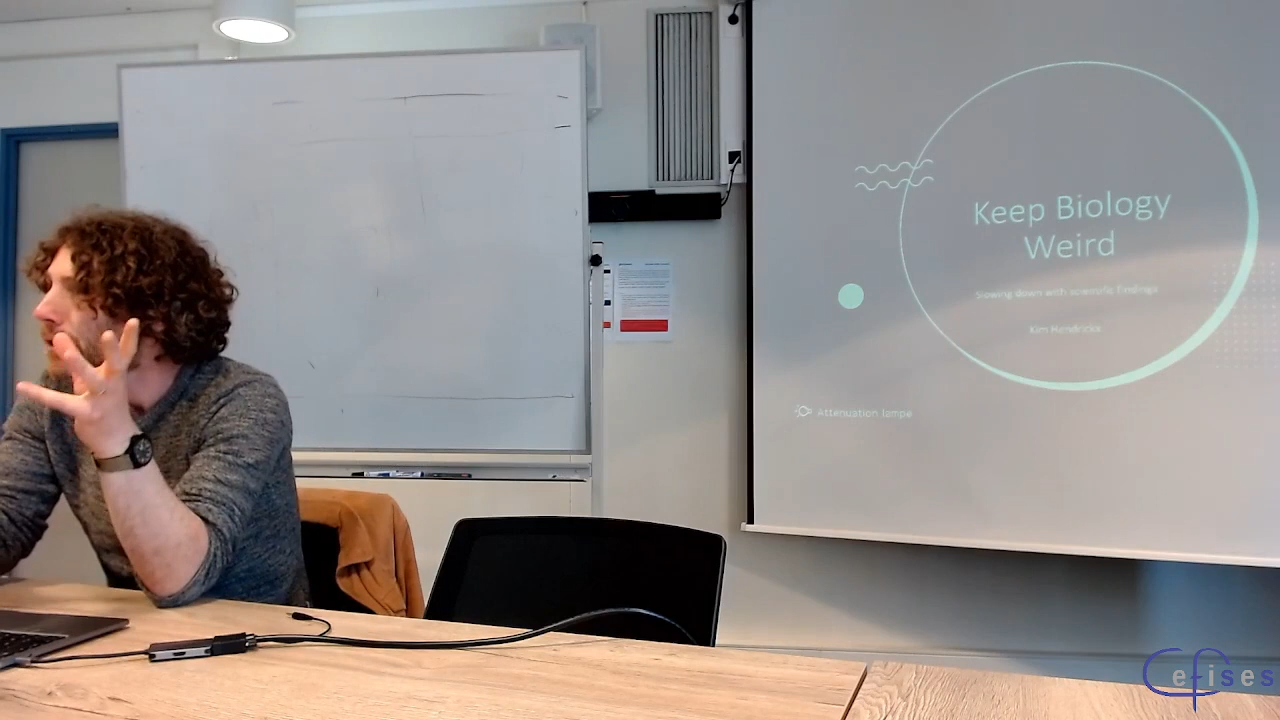 Keep Biology
Weird
Slowing down with scientific findings
Kim Hendrickx
Attenuation lampe
Cefises